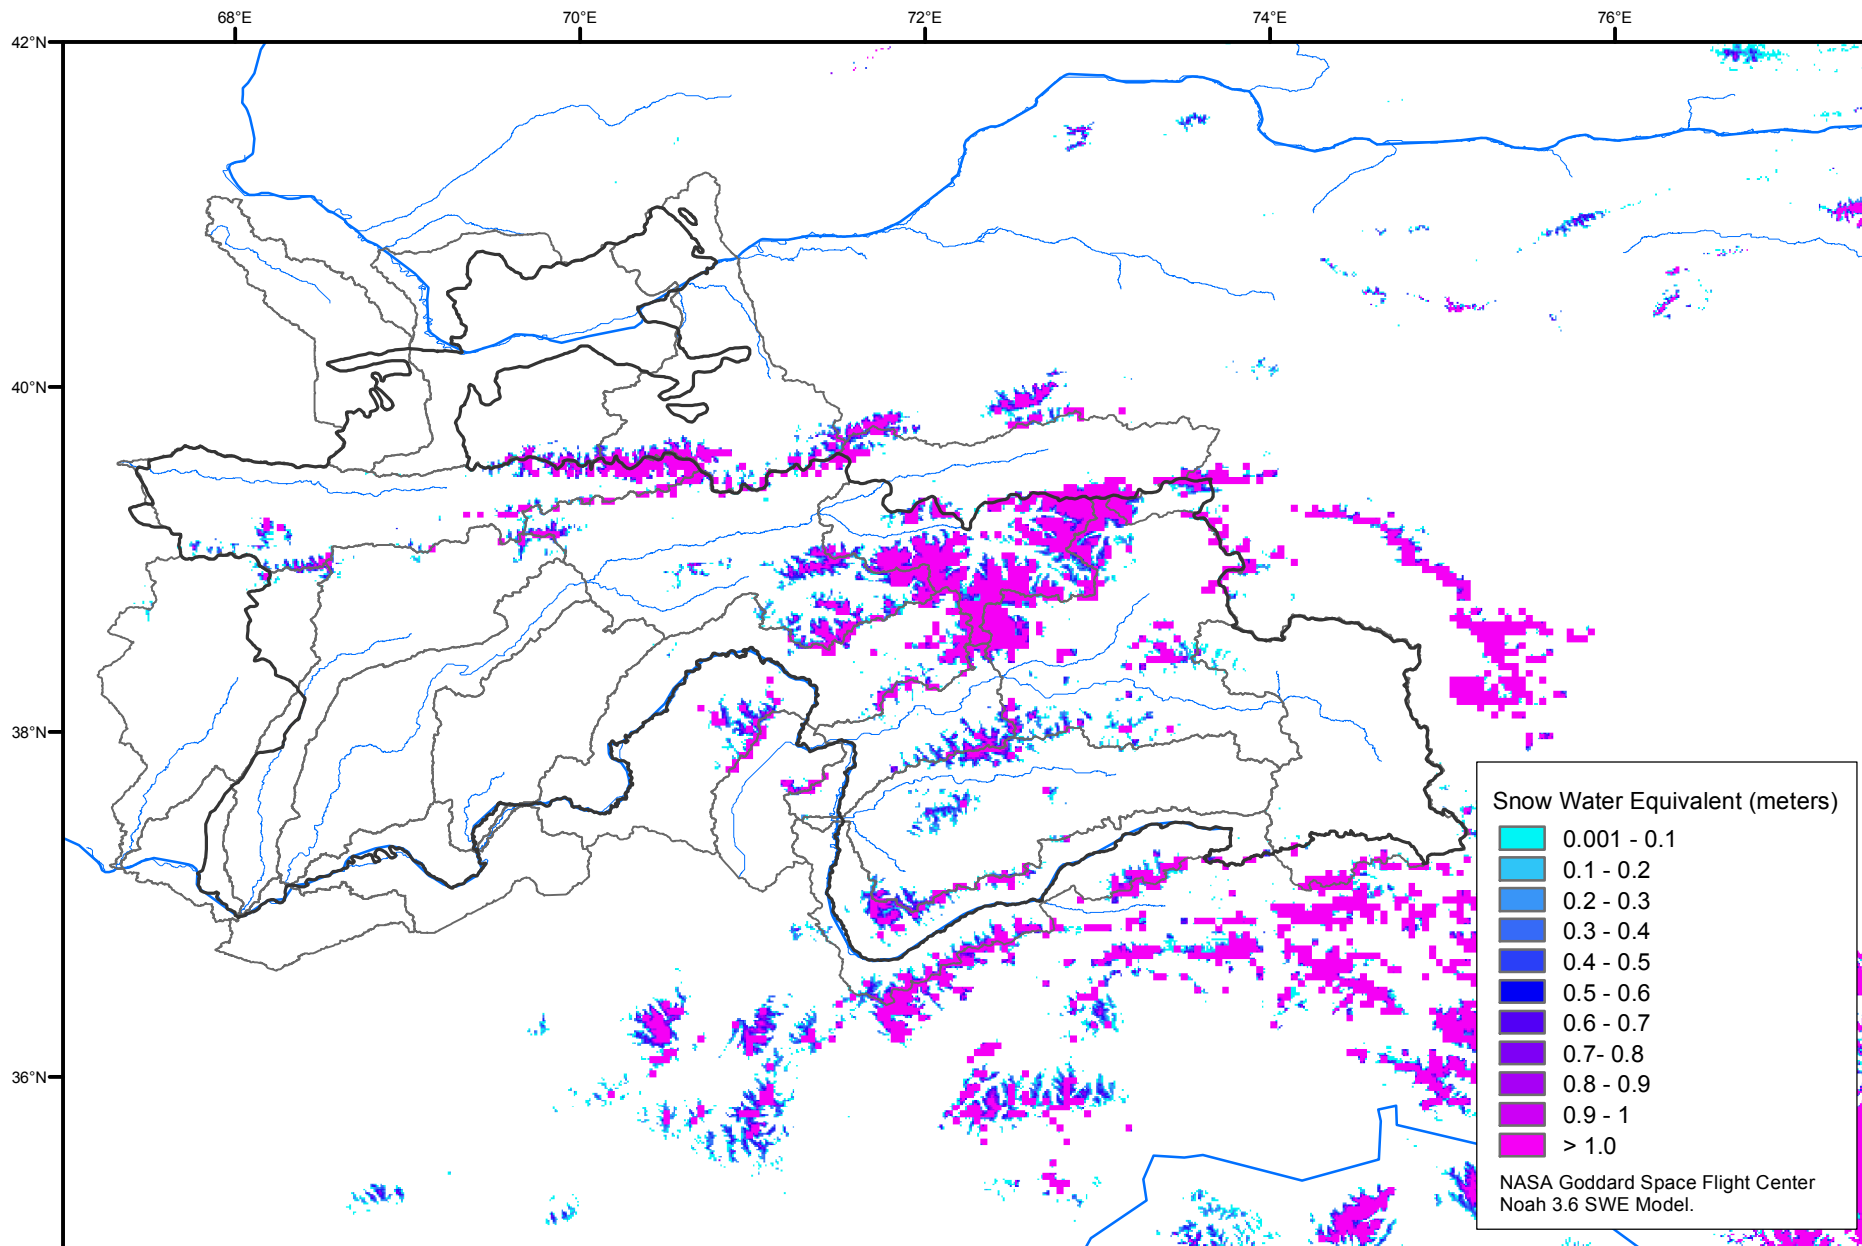 68°E
70°E
72°E
74°E
76°E
42°N
40°N
38°N
36°N
Snow Water Equivalent (meters)
0.001 - 0.1
0.1 - 0.2
0.2 - 0.3
0.3 - 0.4
0.4 - 0.5
0.5 - 0.6
0.6 - 0.7
0.7- 0.8
0.8 - 0.9
0.9 - 1
> 1.0
NASA Goddard Space Flight Center
Noah 3.6 SWE Model.